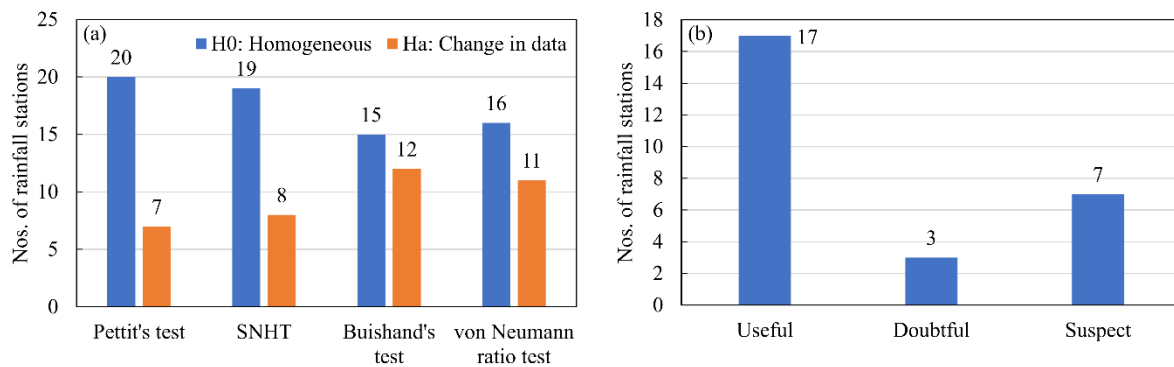 (a)
H0: Homogeneous
Ha: Change in data
Nos. of rainfall stations
25
20
15
10
5
0
20
7
19
8
15
12
16
11
Pettit's test
SNHT
Buishand's
test
von Neumann
ratio test
(b)
Nos. of rainfall stations
18
16
14
12
10
8
6
4
2
0
17
3
7
Useful
Doubtful
Suspect